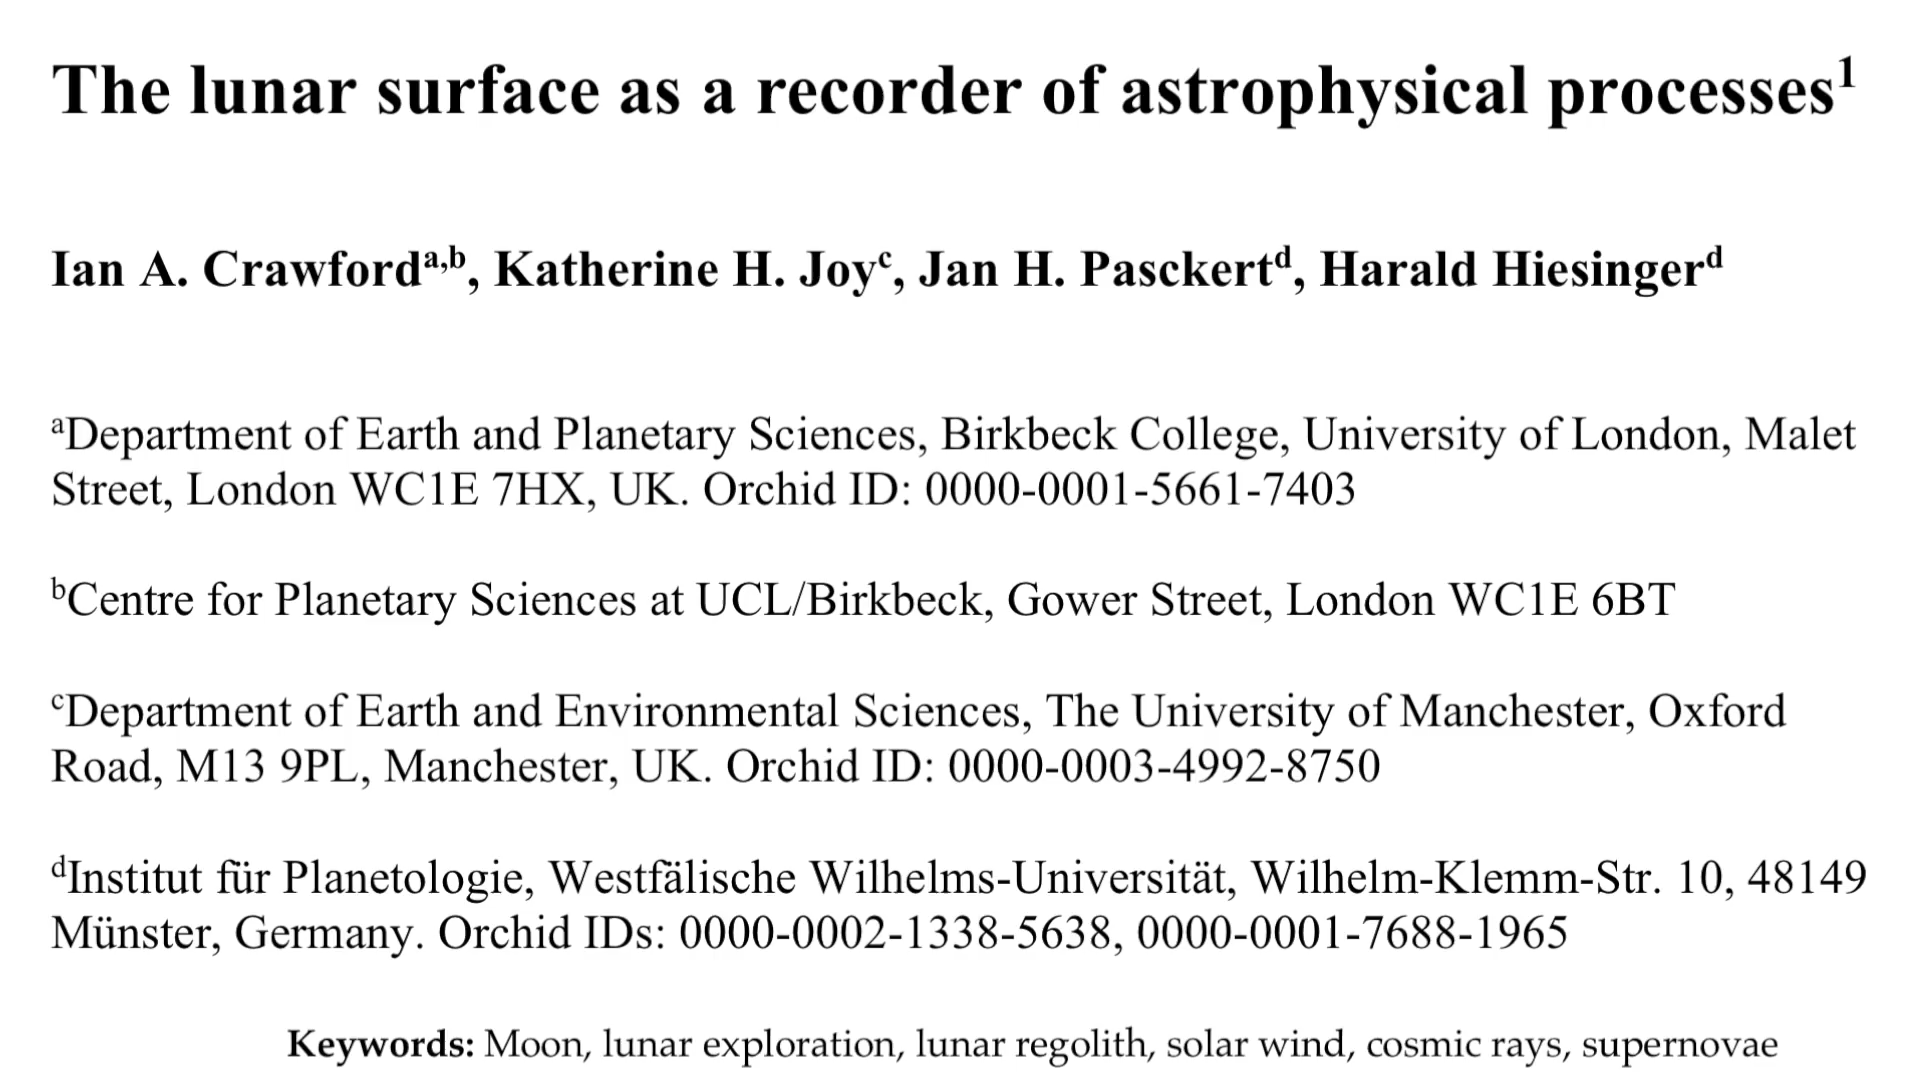 The lunar surface as a recorder of astrophysical processes¹
Ian A. Crawfordᵃ,ᵇ, Katherine H. Joyᶜ, Jan H. Pasckertᵈ, Harald Hiesingerᵈ
ᵃDepartment of Earth and Planetary Sciences, Birkbeck College, University of London, Malet
Street, London WC1E 7HX, UK. Orchid ID: 0000-0001-5661-7403
ᵇCentre for Planetary Sciences at UCL/Birkbeck, Gower Street, London WC1E 6BT
ᶜDepartment of Earth and Environmental Sciences, The University of Manchester, Oxford
Road, M13 9PL, Manchester, UK. Orchid ID: 0000-0003-4992-8750
ᵈInstitut für Planetologie, Westfälische Wilhelms-Universität, Wilhelm-Klemm-Str. 10, 48149
Münster, Germany. Orchid IDs: 0000-0002-1338-5638, 0000-0001-7688-1965
Keywords: Moon, lunar exploration, lunar regolith, solar wind, cosmic rays, supernovae